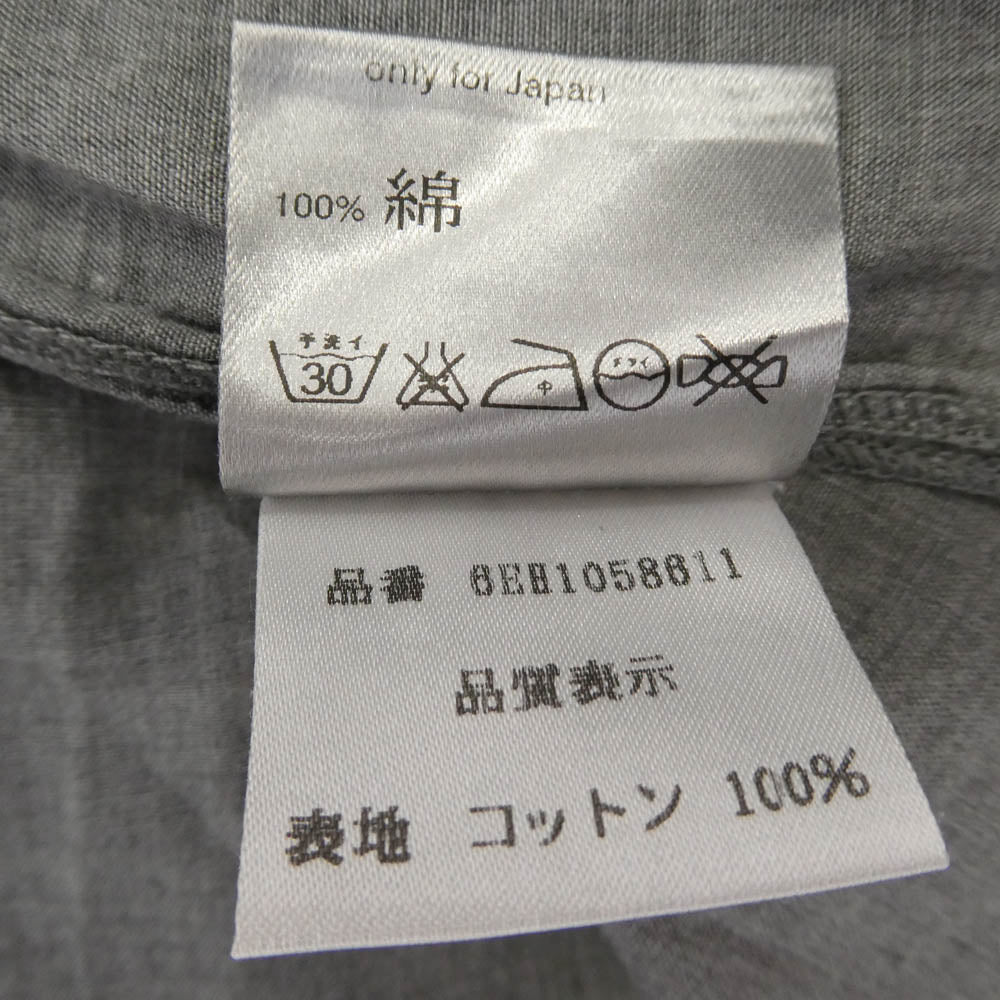 only for Japan
100% 綿
手洗イ
30
中
ドライ
品番 6EH1058611
品質表示
表地 コットン 100%